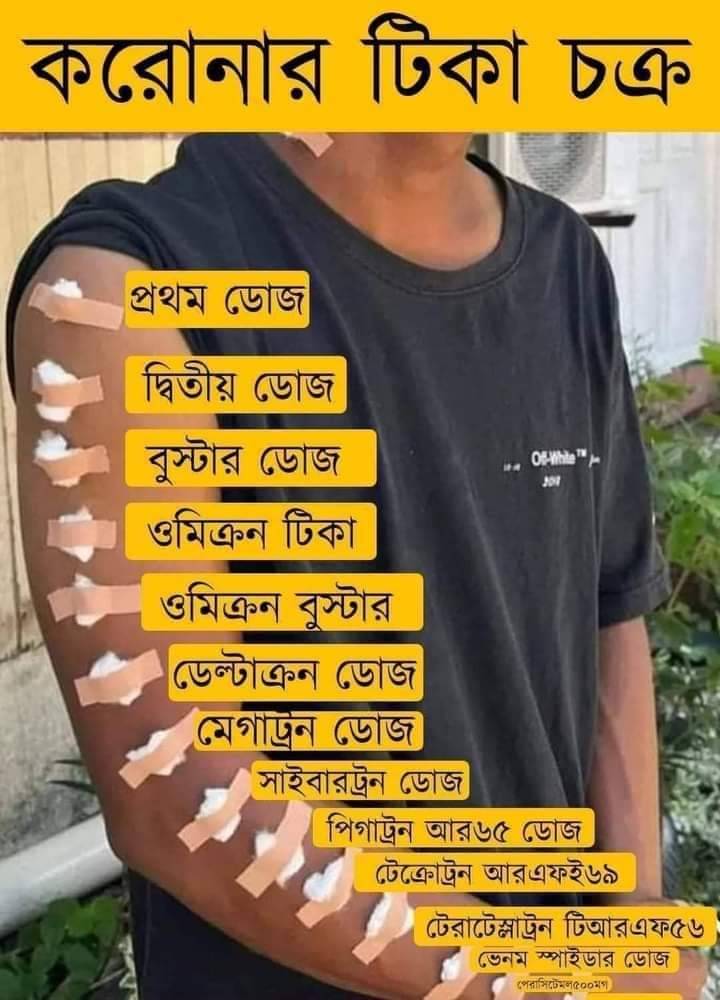 করোনার টিকা চক্র
প্রথম ডোজ
দ্বিতীয় ডোজ
বুস্টার ডোজ
Off-White™
ওমিক্রন টিকা
ওমিক্রন বুস্টার
ডেল্টাক্রন ডোজ
মেগাট্রন ডোজ
সাইবারট্রন ডোজ
পিগাট্রন আর৬৫ ডোজ
টেক্রোট্রন আরএফই৬৯
টেরাটেস্লাট্রন টিআরএফ৫৬
ভেনম স্পাইডার ডোজ
পেরাসিটেমল৫০০মগ